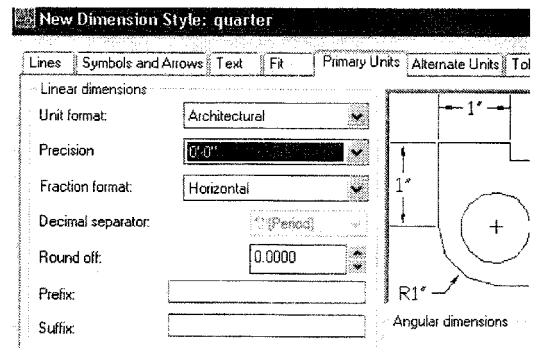 New Dimension Style: quarter
Lines Symbols and Arrows Text Fit Primary Units Alternate Units
Linear dimensions
Unit format: Architectural
Precision 0'-0"
Fraction format: Horizontal
Decimal separator: '.' (Period)
Round off: 0.0000
Prefix:
Suffix:
1"
1"
R1"
Angular dimensions